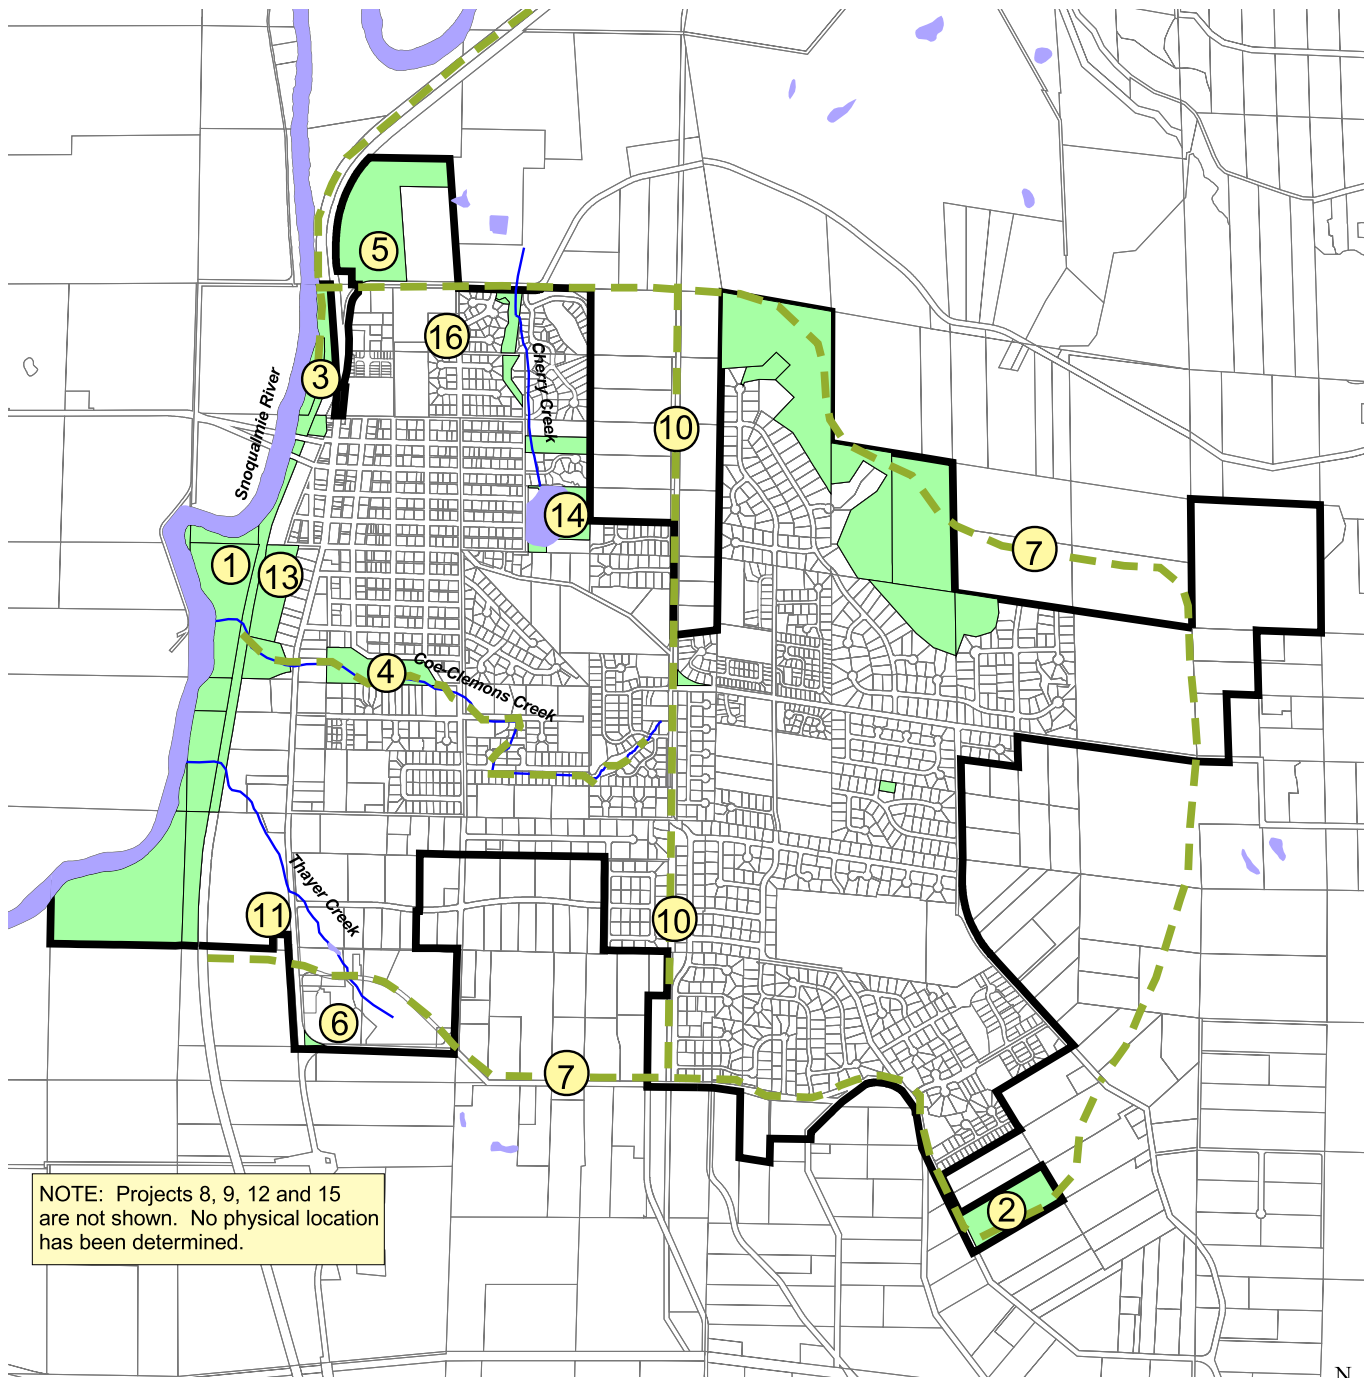 5
16
Cherry Creek
3
Snoqualmie River
10
14
7
1
13
4
Coe-Clemons Creek
Thayer Creek
11
10
6
7
2
NOTE: Projects 8, 9, 12 and 15
are not shown. No physical location
has been determined.
N